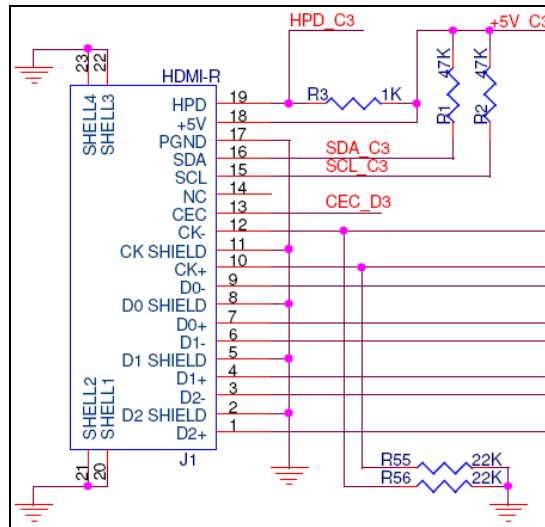 HPD_C3
+5V_C3
23
22
SHELL4
SHELL3
HDMI-R
HPD 19
R3 1K
47K
R1
47K
R2
+5V 18
PGND 17
SDA 16 SDA_C3
SCL 15 SCL_C3
NC 14
CEC 13 CEC_D3
CK- 12
CK SHIELD 11
CK+ 10
D0- 9
D0 SHIELD 8
D0+ 7
D1- 6
D1 SHIELD 5
D1+ 4
D2- 3
D2 SHIELD 2
D2+ 1
SHELL2
SHELL1
21
20
J1
R55 22K
R56 22K